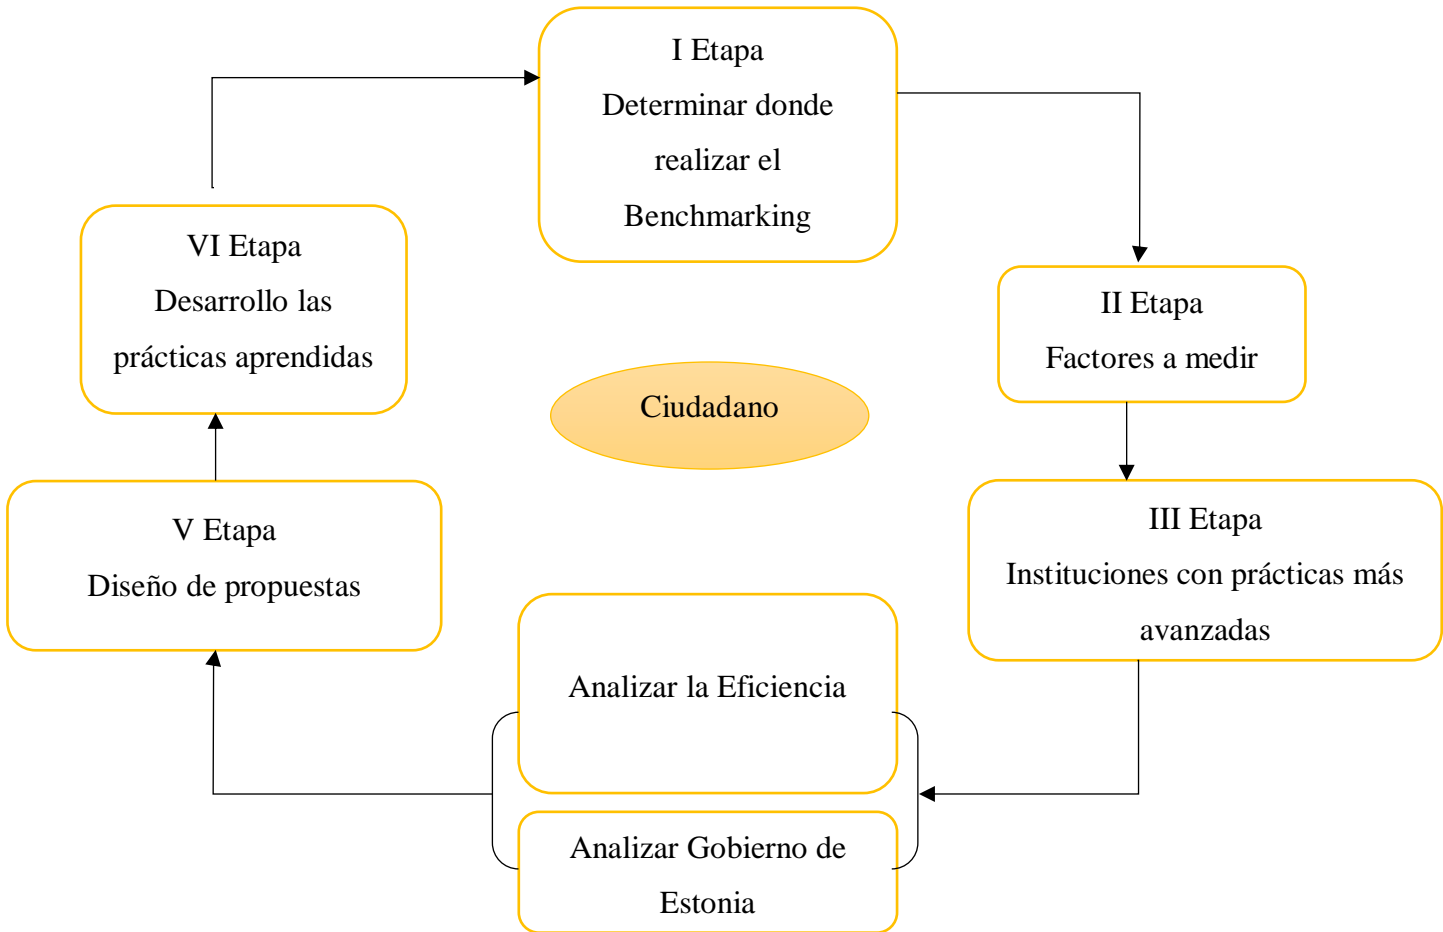 I Etapa
Determinar donde
realizar el
Benchmarking
II Etapa
Factores a medir
III Etapa
Instituciones con prácticas más
avanzadas
Analizar la Eficiencia
Analizar Gobierno de
Estonia
V Etapa
Diseño de propuestas
VI Etapa
Desarrollo las
prácticas aprendidas
Ciudadano